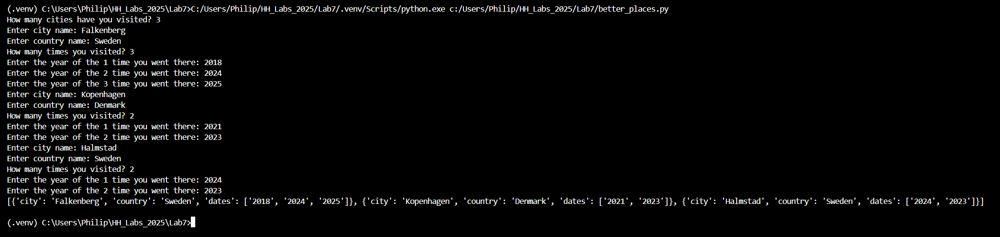 (.venv) C:\Users\Philip\HH_Labs_2025\Lab7>C:/Users/Philip/HH_Labs_2025/Lab7/.venv/Scripts/python.exe c:/Users/Philip/HH_Labs_2025/Lab7/better_places.py
How many cities have you visited? 3
Enter city name: Falkenberg
Enter country name: Sweden
How many times you visited? 3
Enter the year of the 1 time you went there: 2018
Enter the year of the 2 time you went there: 2024
Enter the year of the 3 time you went there: 2025
Enter city name: Kopenhagen
Enter country name: Denmark
How many times you visited? 2
Enter the year of the 1 time you went there: 2021
Enter the year of the 2 time you went there: 2023
Enter city name: Halmstad
Enter country name: Sweden
How many times you visited? 2
Enter the year of the 1 time you went there: 2024
Enter the year of the 2 time you went there: 2023
[{'city': 'Falkenberg', 'country': 'Sweden', 'dates': ['2018', '2024', '2025']}, {'city': 'Kopenhagen', 'country': 'Denmark', 'dates': ['2021', '2023']}, {'city': 'Halmstad', 'country': 'Sweden', 'dates': ['2024', '2023']}]
(.venv) C:\Users\Philip\HH_Labs_2025\Lab7>